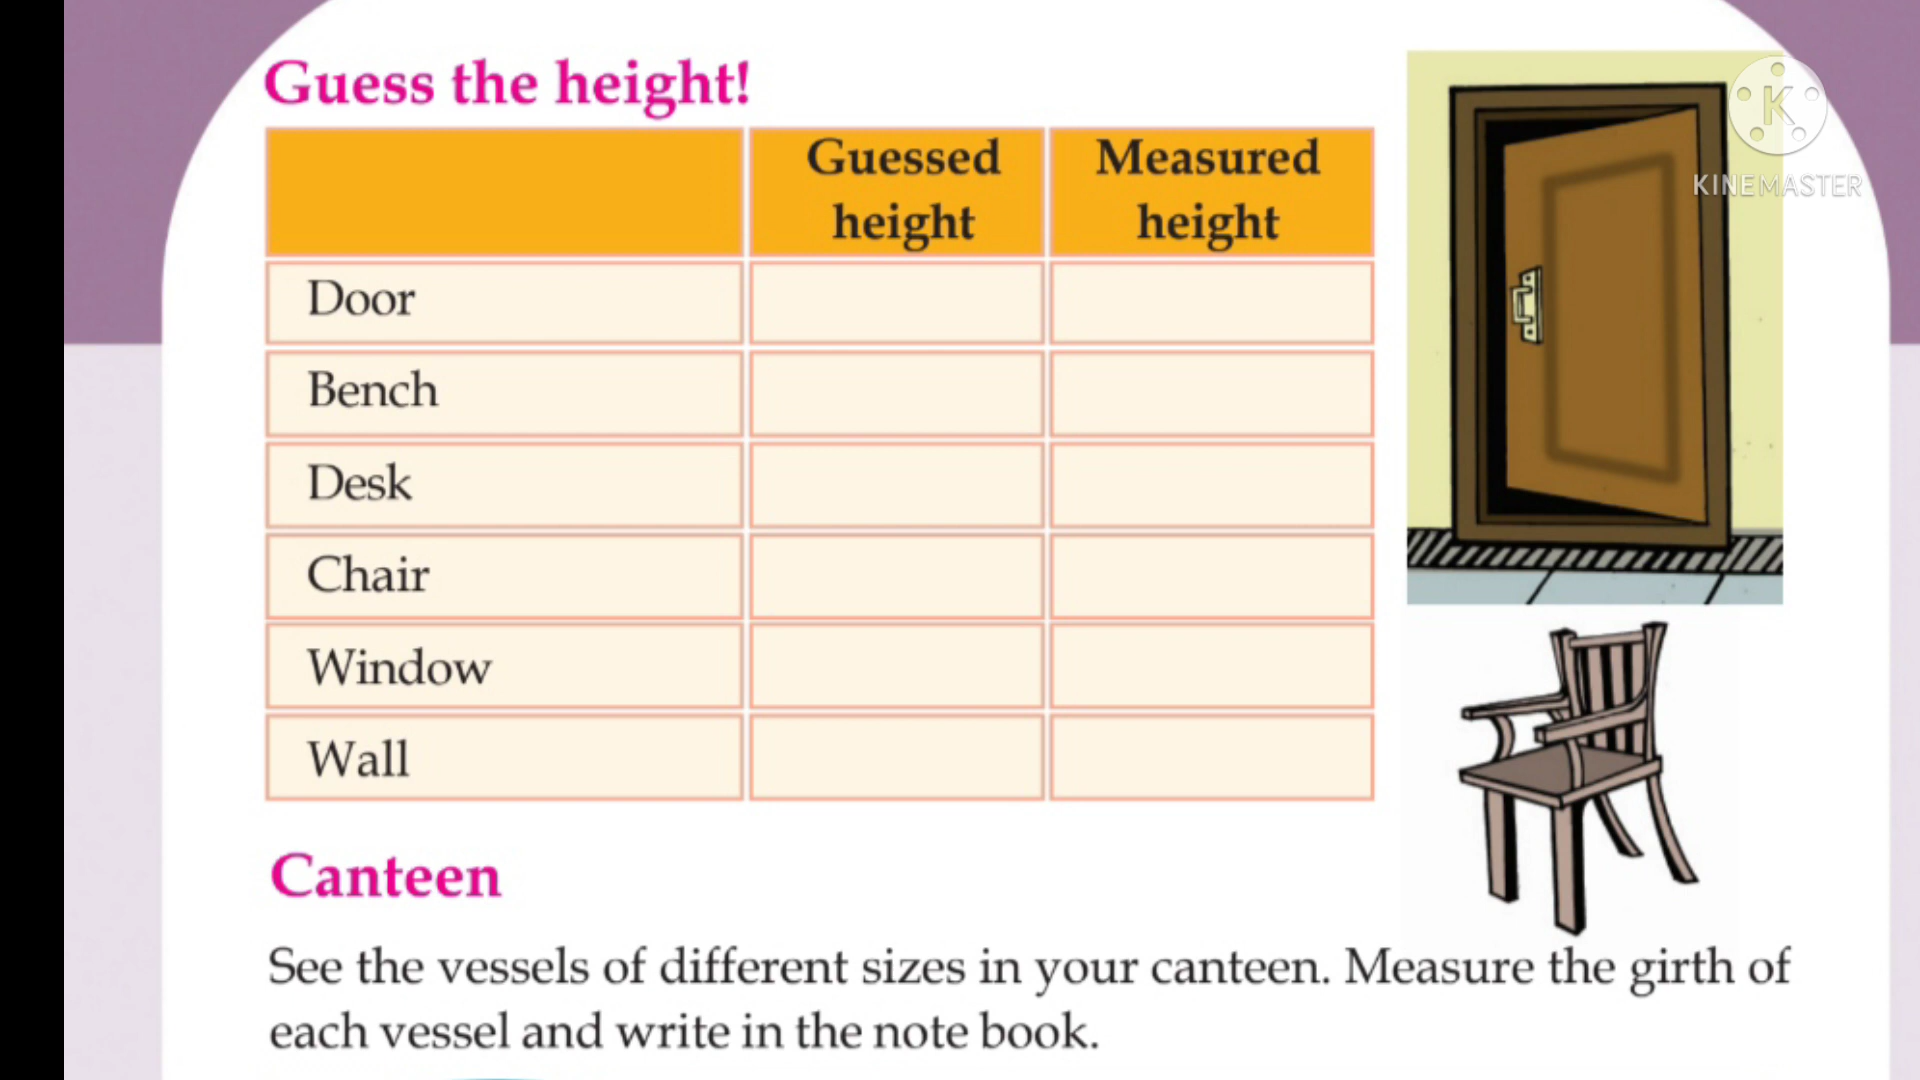 Guess the height!
Guessed height
Measured height
Door
Bench
Desk
Chair
Window
Wall
Canteen
See the vessels of different sizes in your canteen. Measure the girth of
each vessel and write in the note book.
K
KINEMASTER